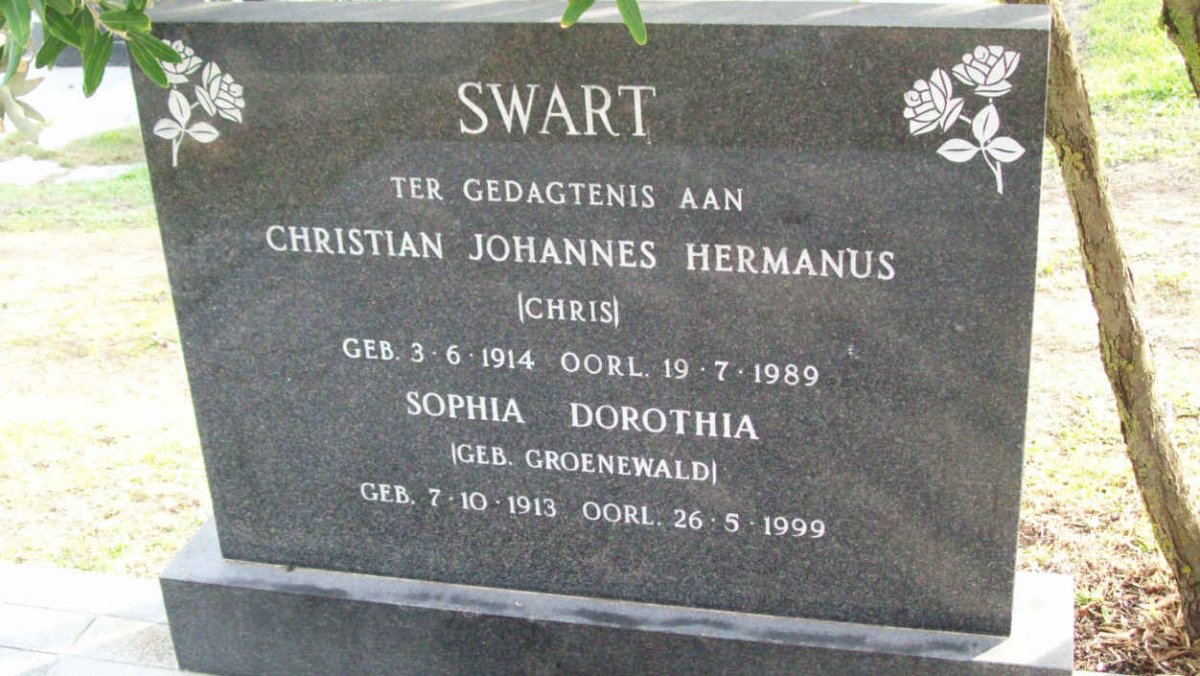 SWART
TER GEDAGTENIS AAN
CHRISTIAN JOHANNES HERMANUS
|CHRIS|
GEB. 3·6·1914 OORL. 19·7·1989
SOPHIA DOROTHIA
|GEB. GROENEWALD|
GEB. 7·10·1913 OORL. 26·5·1999